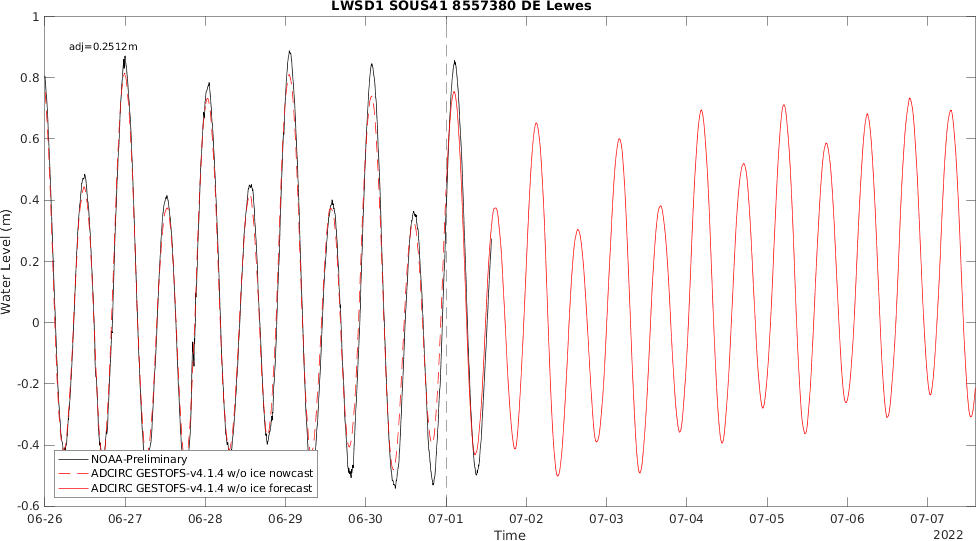 LWSD1 SOUS41 8557380 DE Lewes
adj=0.2512m
1
0.8
0.6
0.4
0.2
0
-0.2
-0.4
-0.6
Water Level (m)
NOAA-Preliminary
ADCIRC GESTOFS-v4.1.4 w/o ice nowcast
ADCIRC GESTOFS-v4.1.4 w/o ice forecast
06-26 06-27 06-28 06-29 06-30 07-01 07-02 07-03 07-04 07-05 07-06 07-07
Time
2022